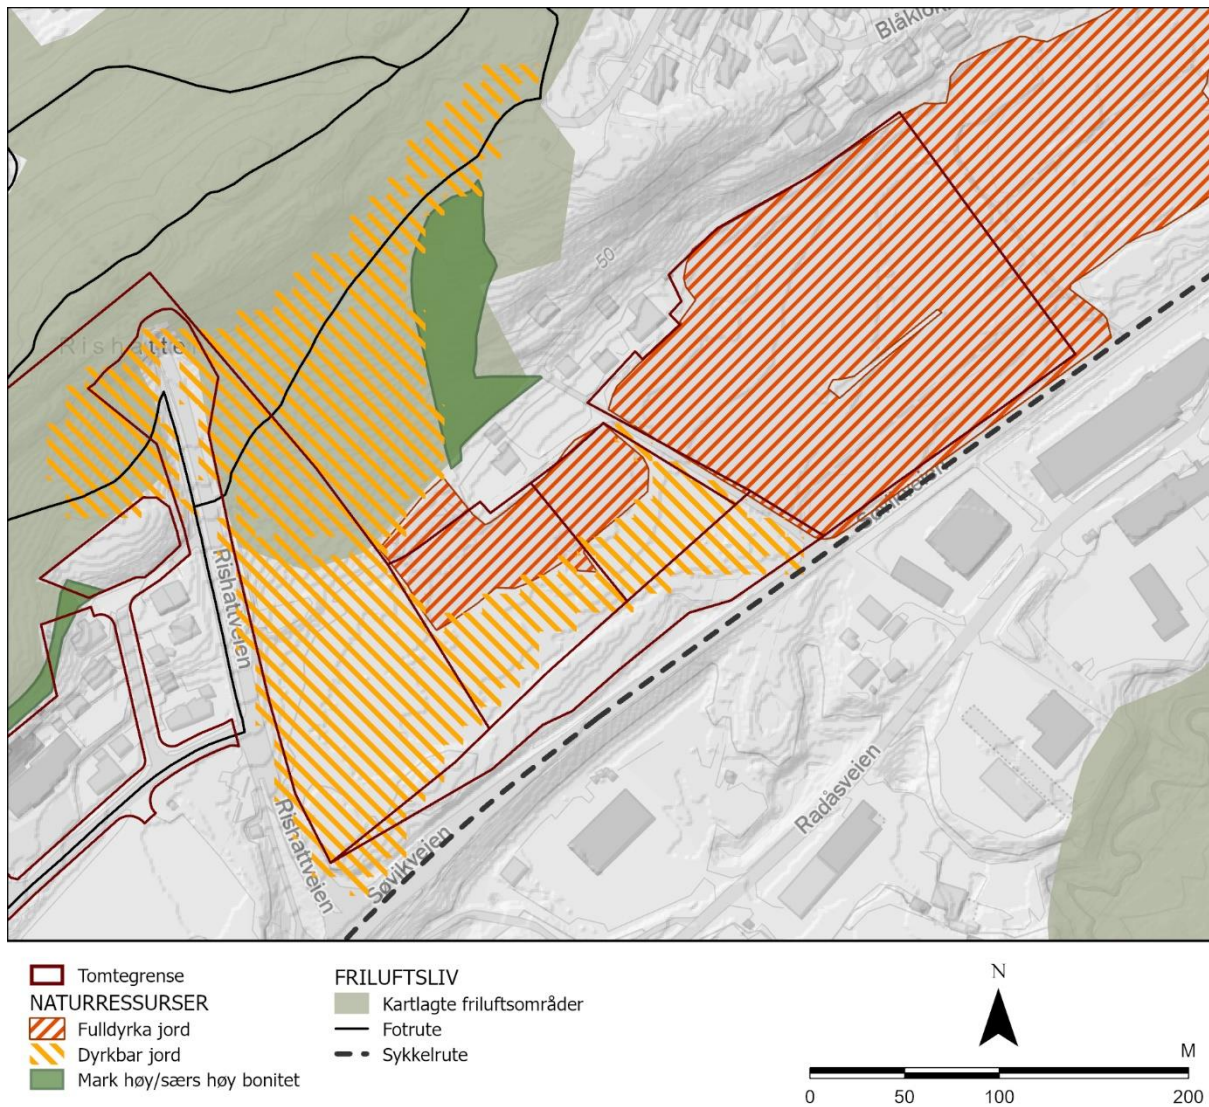 50
Rishatten
Rishattveien
Rishattveien
Søvikveien
Radåsveien
Tomtegrense
NATURRESSURSER
Fulldyrka jord
Dyrkbar jord
Mark høy/særs høy bonitet
FRILUFTSLIV
Kartlagte friluftsområder
Fotrute
Sykkelrute
N
M
0 50 100 200